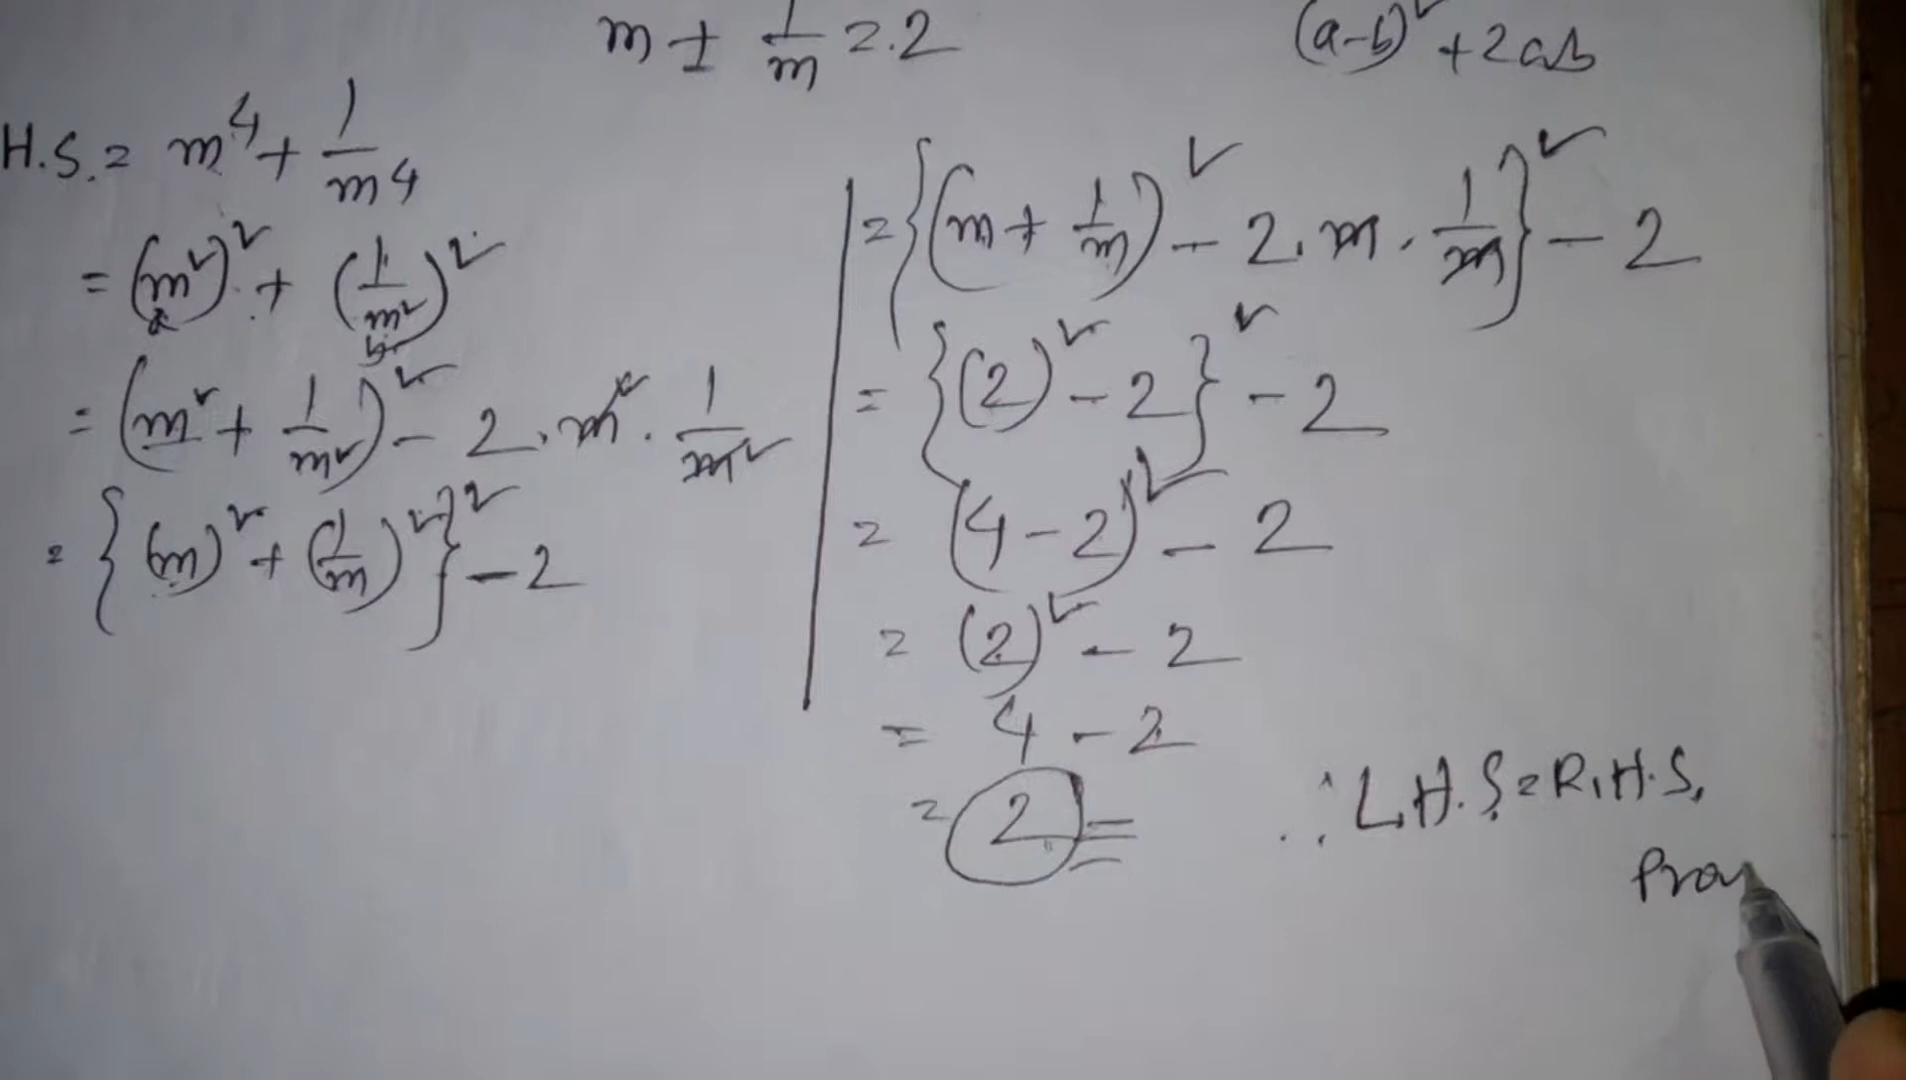 m + 1/m = 2
(a-b)² + 2ab
H.S. = m⁴ + 1/m⁴
= (m²)² + (1/m²)²
a b
= (m² + 1/m²)² - 2 . m² . 1/m²
= {(m)² + (1/m)²}² - 2
= {(m + 1/m)² - 2 . m . 1/m}² - 2
= {(2)² - 2}² - 2
= (4 - 2)² - 2
= (2)² - 2
= 4 - 2
= 2
∴ L.H.S = R.H.S.
Prov